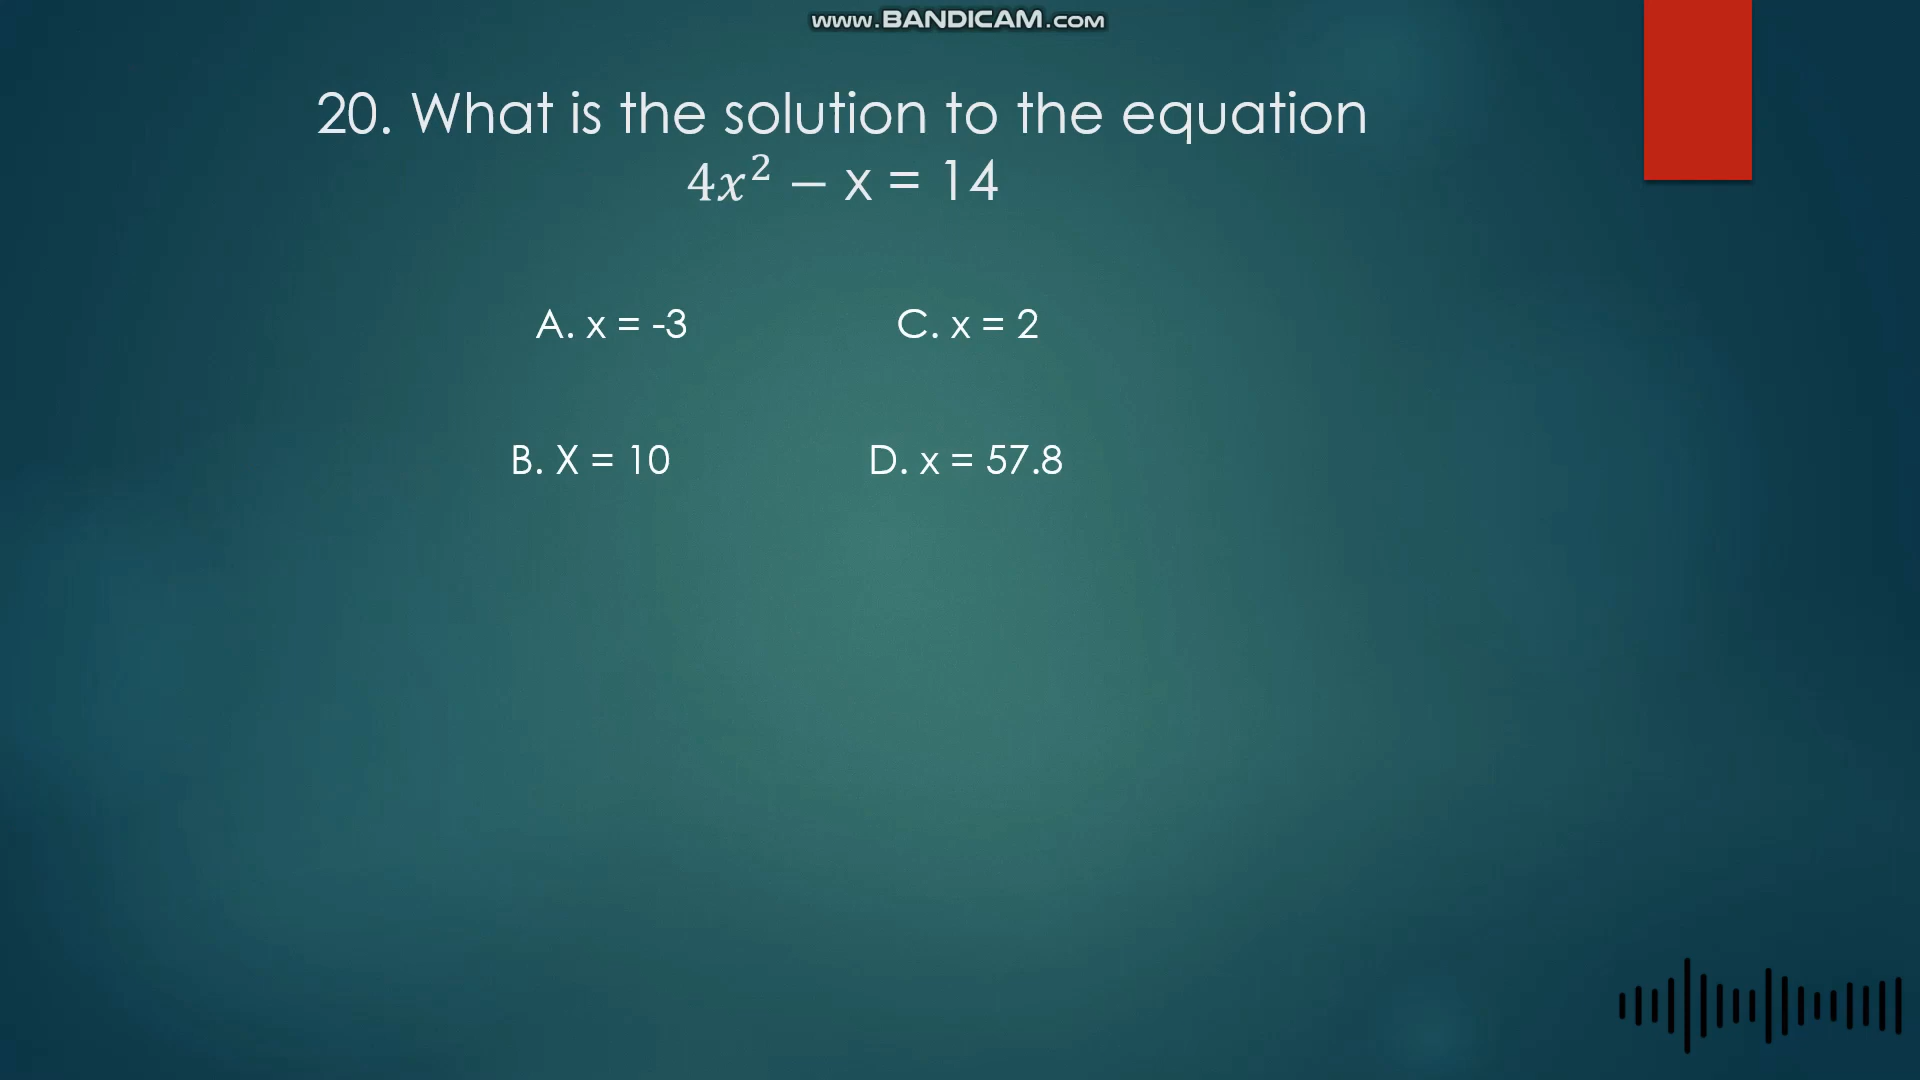 www.BANDICAM.com
20. What is the solution to the equation
4x² − x = 14
A. x = -3
C. x = 2
B. X = 10
D. x = 57.8